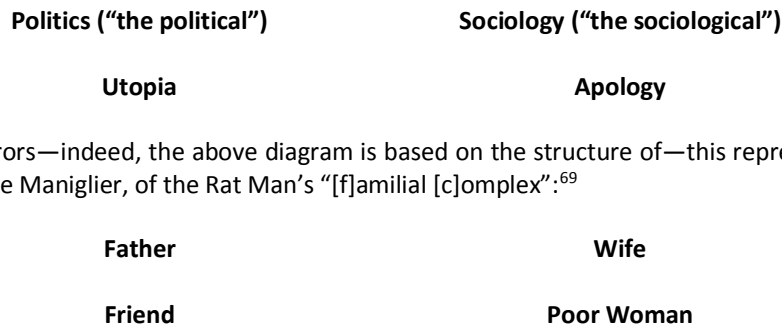 Politics (“the political”) Sociology (“the sociological”)
Utopia Apology
rors—indeed, the above diagram is based on the structure of—this repr
e Maniglier, of the Rat Man’s “[f]amilial [c]omplex”:69
Father Wife
Friend Poor Woman